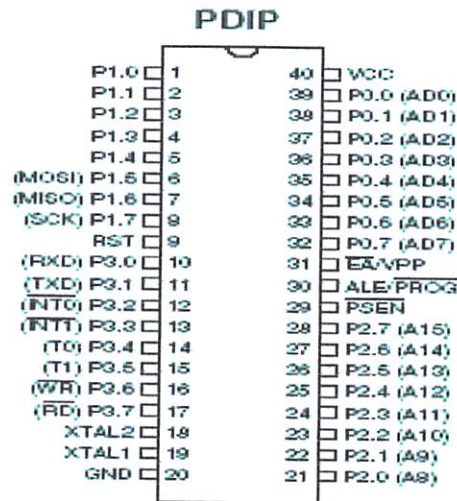 PDIP
P1.0 1 40 VCC
P1.1 2 39 P0.0 (AD0)
P1.2 3 38 P0.1 (AD1)
P1.3 4 37 P0.2 (AD2)
P1.4 5 36 P0.3 (AD3)
(MOSI) P1.5 6 35 P0.4 (AD4)
(MISO) P1.6 7 34 P0.5 (AD5)
(SCK) P1.7 8 33 P0.6 (AD6)
RST 9 32 P0.7 (AD7)
(RXD) P3.0 10 31 EA/VPP
(TXD) P3.1 11 30 ALE/PROG
(INT0) P3.2 12 29 PSEN
(INT1) P3.3 13 28 P2.7 (A15)
(T0) P3.4 14 27 P2.6 (A14)
(T1) P3.5 15 26 P2.5 (A13)
(WR) P3.6 16 25 P2.4 (A12)
(RD) P3.7 17 24 P2.3 (A11)
XTAL2 18 23 P2.2 (A10)
XTAL1 19 22 P2.1 (A9)
GND 20 21 P2.0 (A8)